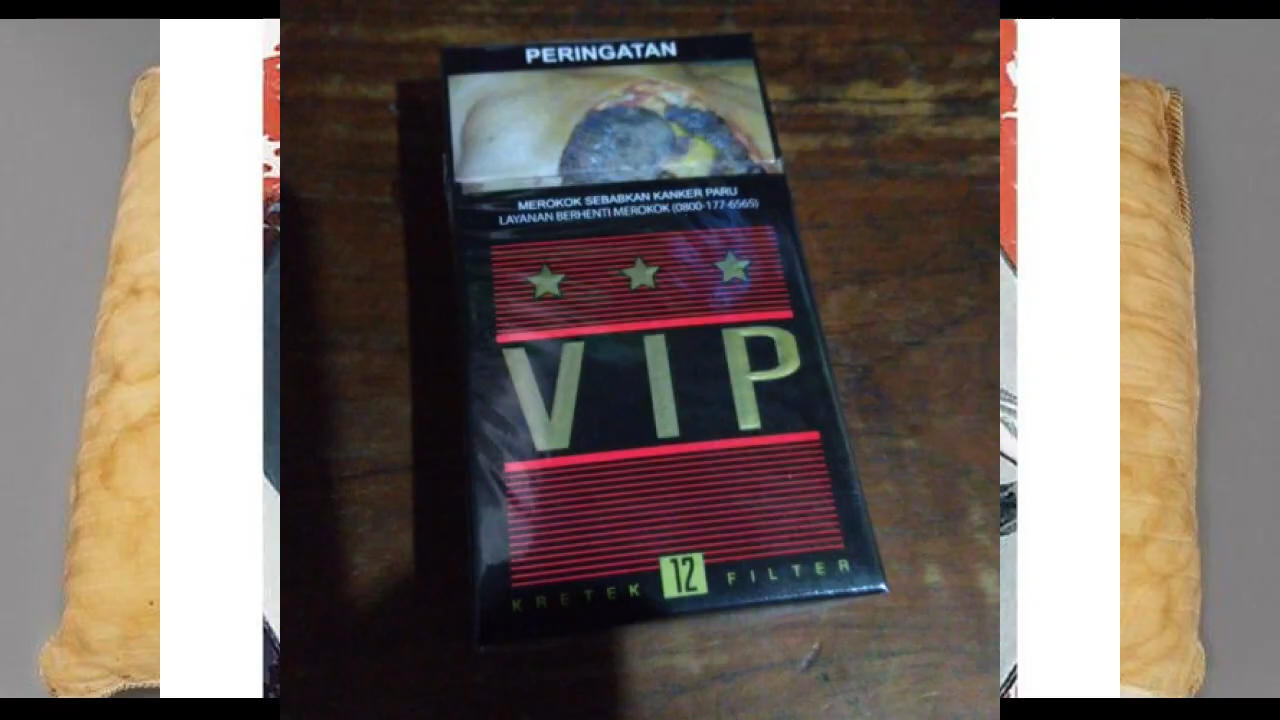 PERINGATAN
MEROKOK SEBABKAN KANKER PARU
LAYANAN BERHENTI MEROKOK (0800-177-6565)
VIP
KRETEK 12 FILTER